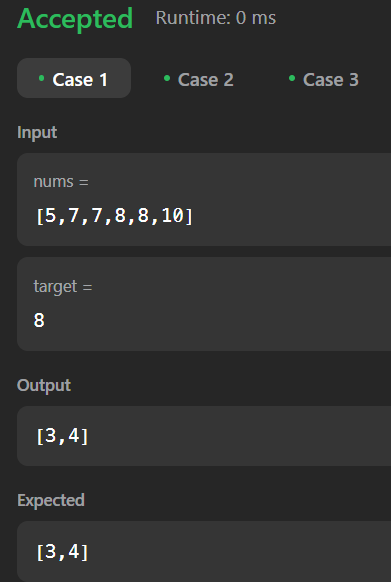 Accepted Runtime: 0 ms
• Case 1 • Case 2 • Case 3
Input
nums =
[5,7,7,8,8,10]
target =
8
Output
[3,4]
Expected
[3,4]